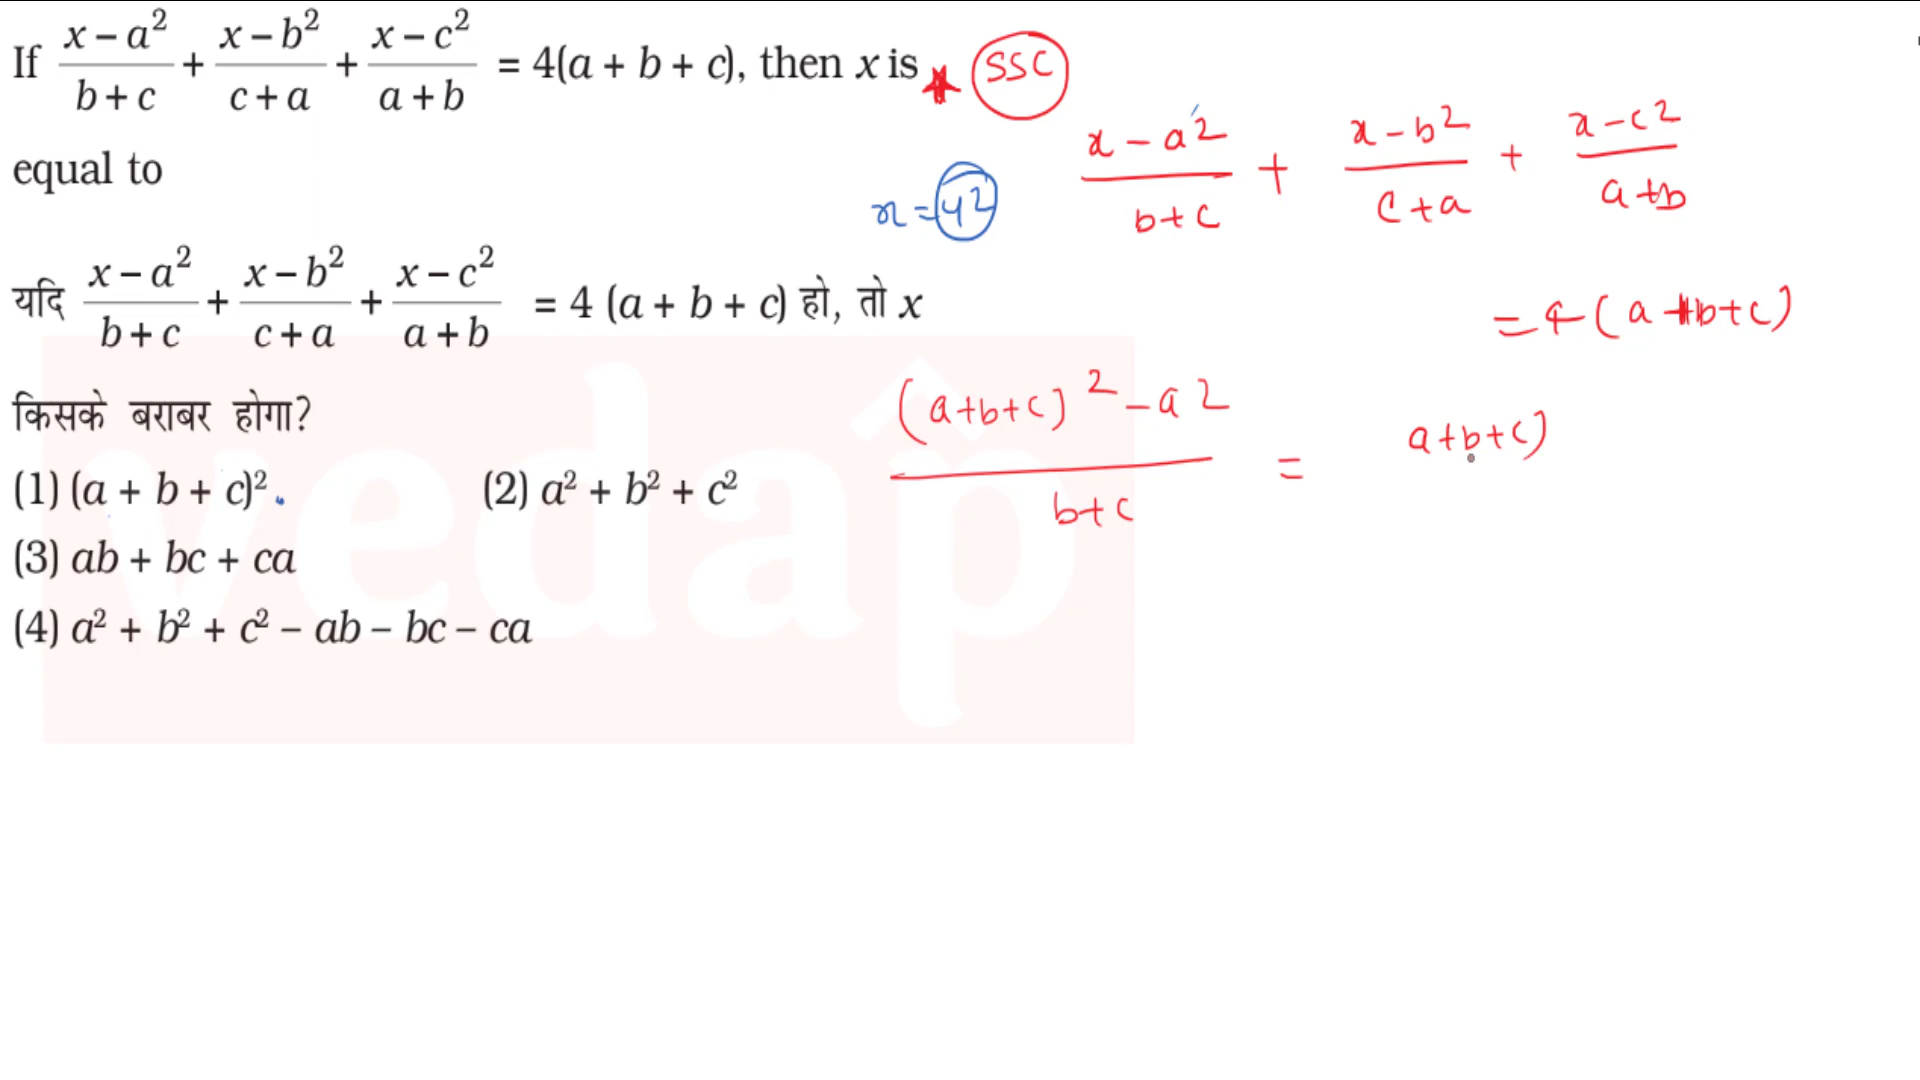 If (x – a²)/(b + c) + (x – b²)/(c + a) + (x – c²)/(a + b) = 4(a + b + c), then x is
equal to
यदि (x – a²)/(b + c) + (x – b²)/(c + a) + (x – c²)/(a + b) = 4 (a + b + c) हो, तो x
किसके बराबर होगा?
(1) (a + b + c)² (2) a² + b² + c²
(3) ab + bc + ca
(4) a² + b² + c² – ab – bc – ca
SSC
x = y²
(x – a²)/(b + c) + (x – b²)/(c + a) + (x – c²)/(a + b)
= 4 (a + b + c)
((a + b + c)² – a²)/(b + c) = a + b + c)
vedap